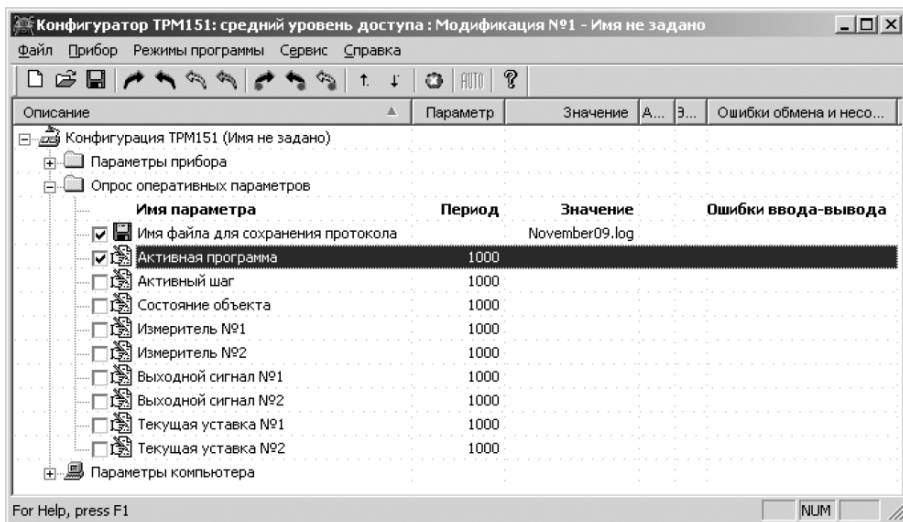 Конфигуратор ТРМ151: средний уровень доступа : Модификация №1 - Имя не задано
Файл Прибор Режимы программы Сервис Справка
AUTO
Описание Параметр Значение А... Э... Ошибки обмена и несо...
Конфигурация ТРМ151 (Имя не задано)
Параметры прибора
Опрос оперативных параметров
Имя параметра Период Значение Ошибки ввода-вывода
Имя файла для сохранения протокола November09.log
Активная программа 1000
Активный шаг 1000
Состояние объекта 1000
Измеритель №1 1000
Измеритель №2 1000
Выходной сигнал №1 1000
Выходной сигнал №2 1000
Текущая уставка №1 1000
Текущая уставка №2 1000
Параметры компьютера
For Help, press F1 NUM